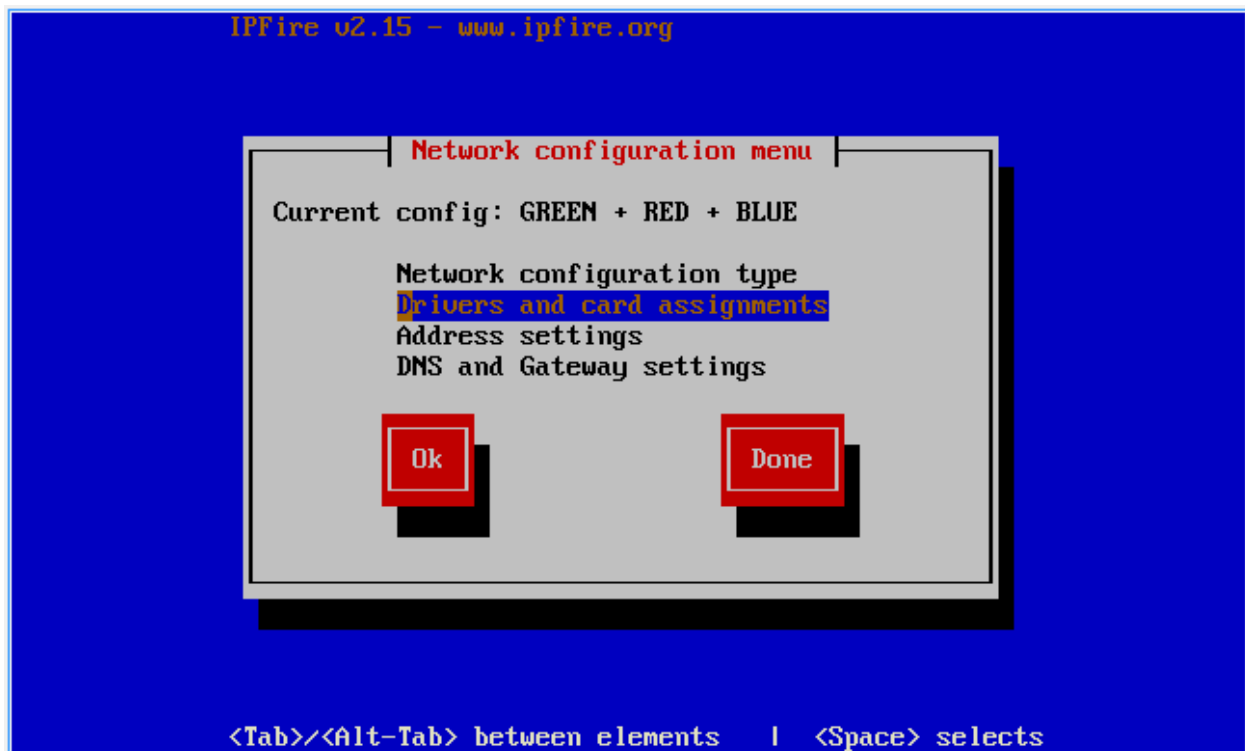 IPFire v2.15 - www.ipfire.org
Network configuration menu
Current config: GREEN + RED + BLUE
Network configuration type
Drivers and card assignments
Address settings
DNS and Gateway settings
Ok Done
<Tab>/<Alt-Tab> between elements | <Space> selects